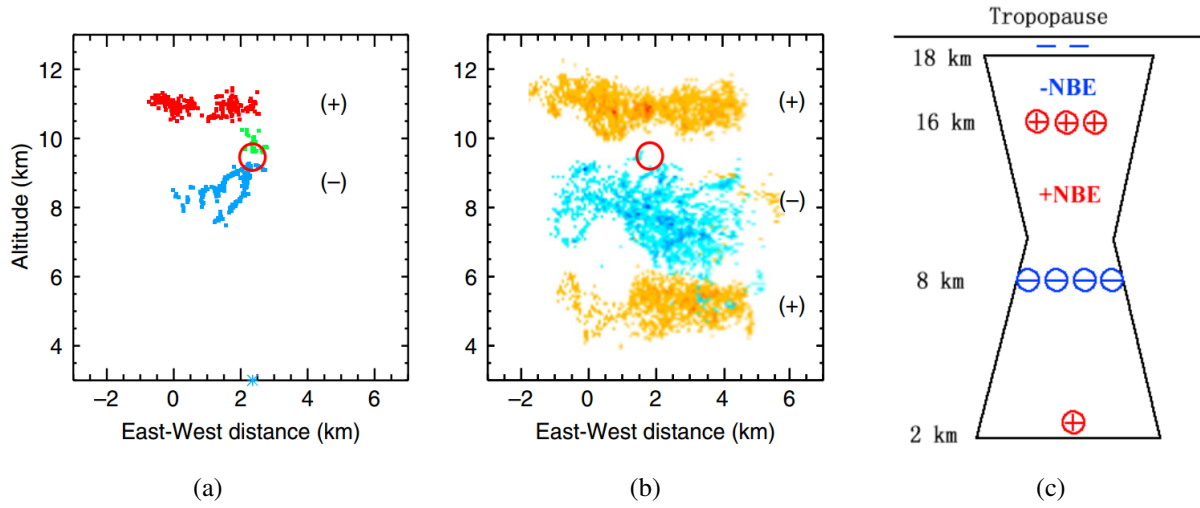 12
10
8
6
4
Altitude (km)
(+)
(−)
−2
0
2
4
6
East-West distance (km)
(a)
12
10
8
6
4
(+)
(−)
(+)
−2
0
2
4
6
East-West distance (km)
(b)
Tropopause
18 km
-NBE
16 km
+NBE
8 km
2 km
(c)